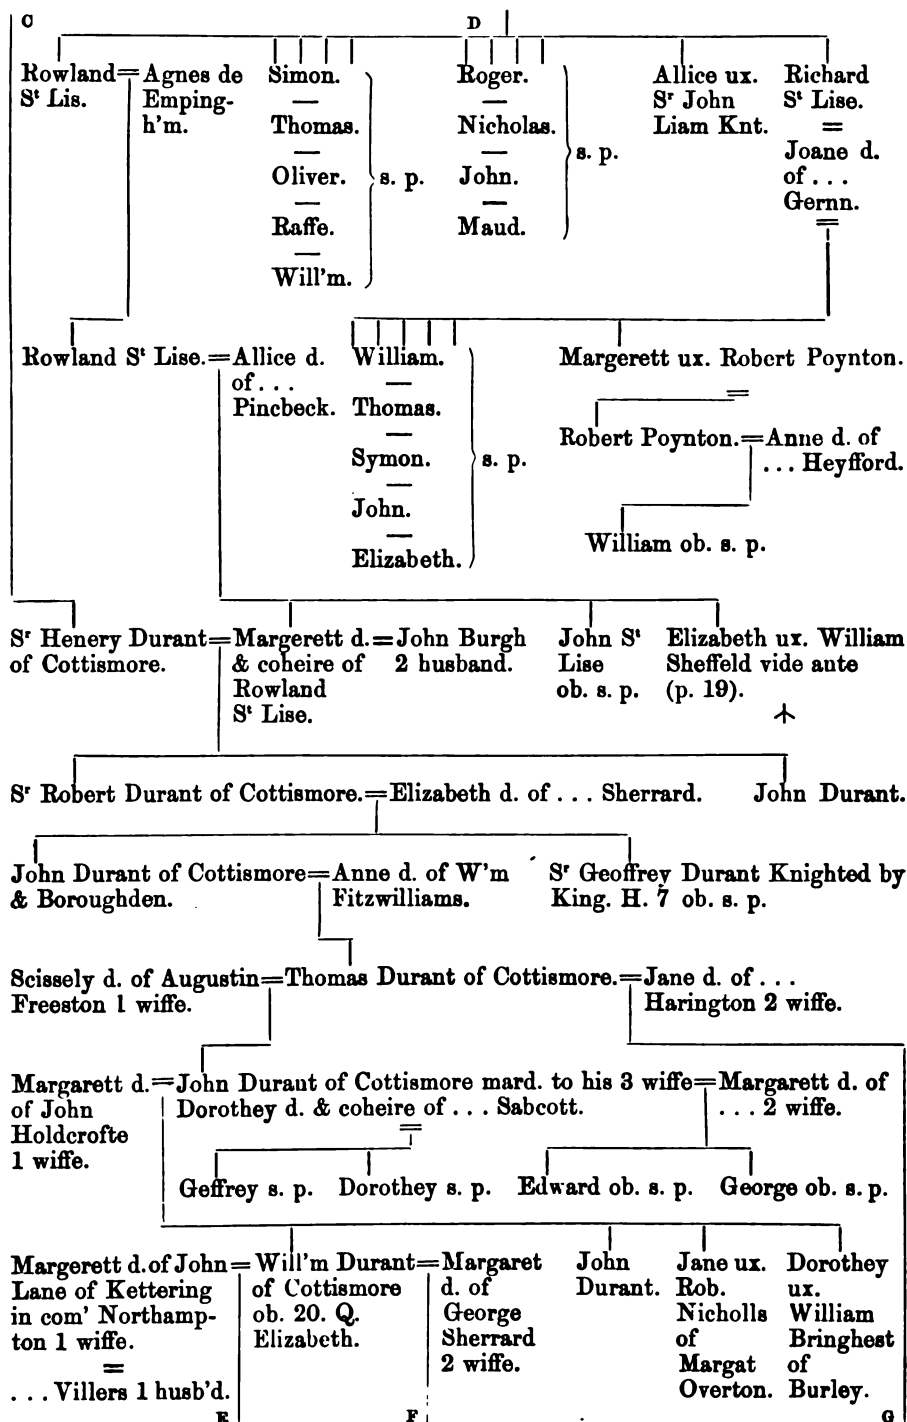 C D
Rowland = Agnes de
Sᵗ Lis. Emping-
h'm.
Simon.
—
Thomas.
—
Oliver.
—
Raffe.
—
Will'm.
s. p.
Roger.
—
Nicholas.
—
John.
—
Maud.
s. p.
Allice ux.
Sʳ John
Liam Knt.
Richard
Sᵗ Lise.
=
Joane d.
of . . .
Gernn.
=
Rowland Sᵗ Lise. = Allice d.
of . . .
Pincbeck.
William.
—
Thomas.
—
Symon.
—
John.
—
Elizabeth.
s. p.
Margerett ux. Robert Poynton.
=
Robert Poynton. = Anne d. of
. . . Heyfford.
William ob. s. p.
Sʳ Henery Durant = Margerett d. = John Burgh
of Cottismore. & coheire of 2 husband.
Rowland
Sᵗ Lise.
John Sᵗ
Lise
ob. s. p.
Elizabeth ux. William
Sheffeld vide ante
(p. 19).
Sʳ Robert Durant of Cottismore. = Elizabeth d. of . . . Sherrard. John Durant.
John Durant of Cottismore = Anne d. of W'm
& Boroughden. Fitzwilliams.
Sʳ Geoffrey Durant Knighted by
King. H. 7 ob. s. p.
Scissely d. of Augustin = Thomas Durant of Cottismore. = Jane d. of . . .
Freeston 1 wiffe. Harington 2 wiffe.
Margarett d. = John Durant of Cottismore mard. to his 3 wiffe = Margarett d. of
of John Dorothey d. & coheire of . . . Sabcott. . . . 2 wiffe.
Holdcrofte =
1 wiffe.
Geffrey s. p. Dorothey s. p. Edward ob. s. p. George ob. s. p.
Margerett d. of John = Will'm Durant = Margaret
Lane of Kettering of Cottismore d. of
in com' Northamp- ob. 20. Q. George
ton 1 wiffe. Elizabeth. Sherrard
= 2 wiffe.
. . . Villers 1 husb'd.
John
Durant.
Jane ux.
Rob.
Nicholls
of
Margat
Overton.
Dorothey
ux.
William
Bringhest
of
Burley.
E F G